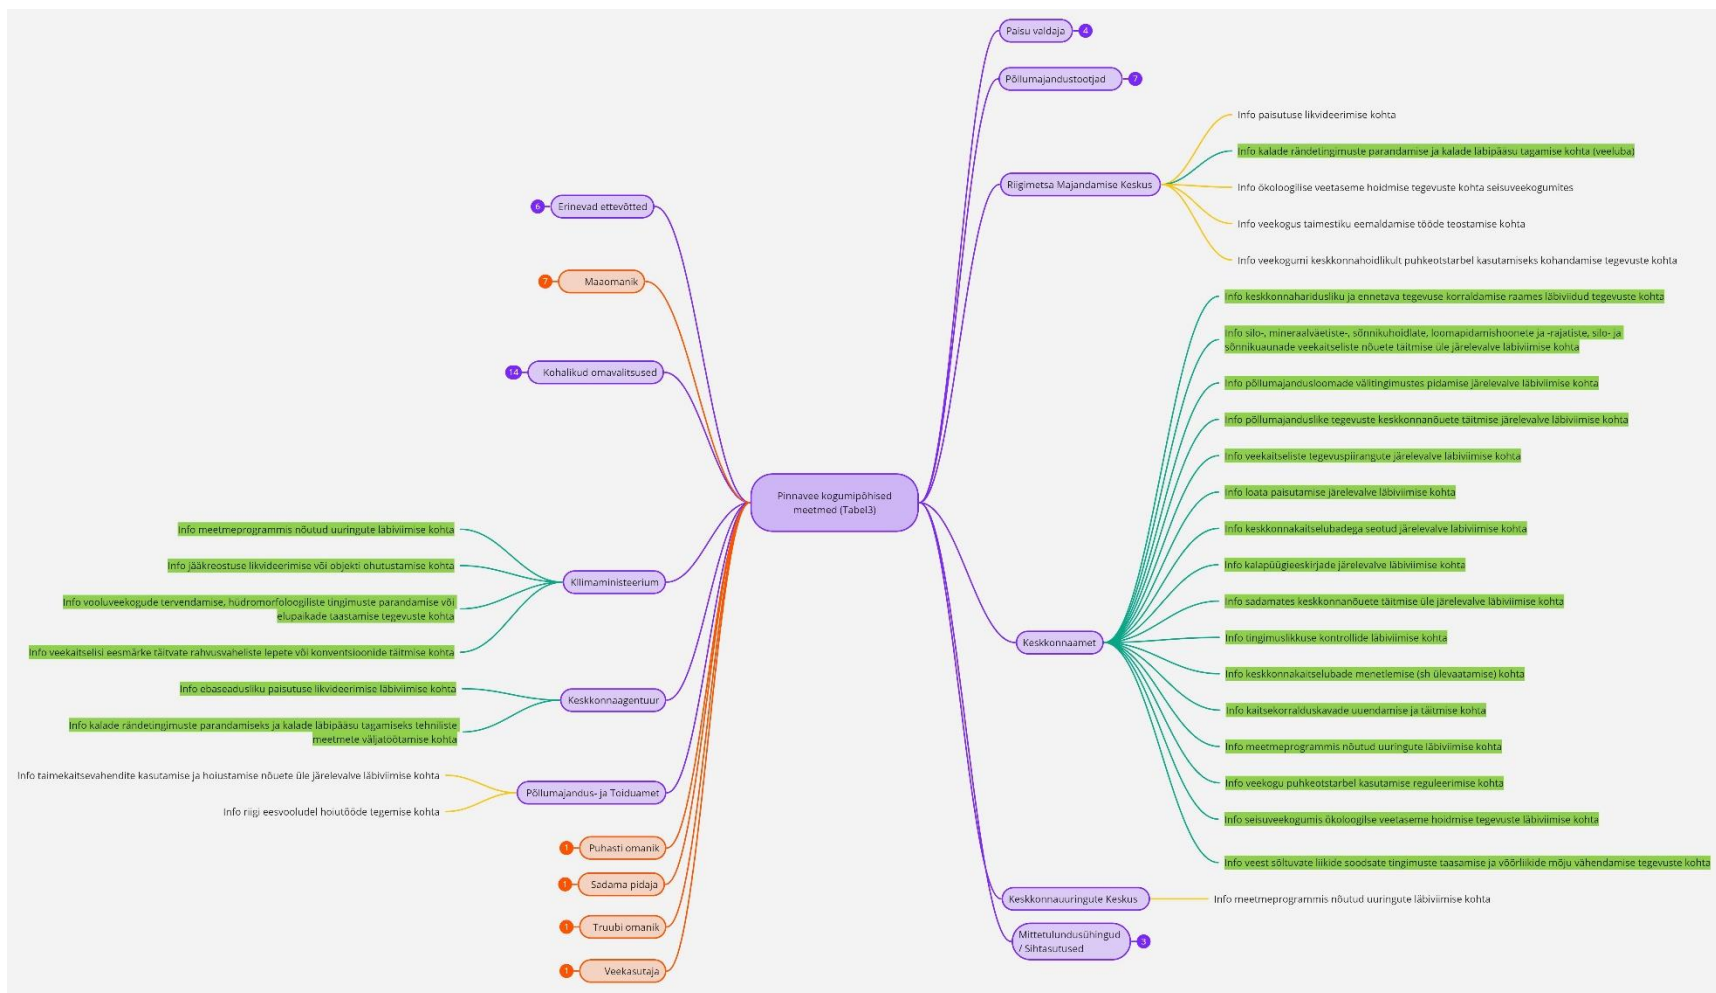 Pinnavee kogumipõhised
meetmed (Tabel3)
Paisu valdaja
4
Põllumajandustootjad
7
Riigimetsa Majandamise Keskus
Info paisutuse likvideerimise kohta
Info kalade rändetingimuste parandamise ja kalade läbipääsu tagamise kohta (veeluba)
Info ökoloogilise veetaseme hoidmise tegevuste kohta seisuveekogumites
Info veekogus taimestiku eemaldamise tööde teostamise kohta
Info veekogumi keskkonnahoidlikult puhkeotstarbel kasutamiseks kohandamise tegevuste kohta
Keskkonnaamet
Info keskkonnaharidusliku ja ennetava tegevuse korraldamise raames läbiviidud tegevuste kohta
Info silo-, mineraalväetiste-, sõnnikuhoidlate, loomapidamishoonete ja -rajatiste, silo- ja
sõnnikuaunade veekaitseliste nõuete täitmise üle järelevalve läbiviimise kohta
Info põllumajandusloomade välitingimustes pidamise järelevalve läbiviimise kohta
Info põllumajanduslike tegevuste keskkonnanõuete täitmise järelevalve läbiviimise kohta
Info veekaitseliste tegevuspiirangute järelevalve läbiviimise kohta
Info loata paisutamise järelevalve läbiviimise kohta
Info keskkonnakaitselubadega seotud järelevalve läbiviimise kohta
Info kalapüügieeskirjade järelevalve läbiviimise kohta
Info sadamates keskkonnanõuete täitmise üle järelevalve läbiviimise kohta
Info tingimuslikkuse kontrollide läbiviimise kohta
Info keskkonnakaitselubade menetlemise (sh ülevaatamise) kohta
Info kaitsekorralduskavade uuendamise ja täitmise kohta
Info meetmeprogrammis nõutud uuringute läbiviimise kohta
Info veekogu puhkeotstarbel kasutamise reguleerimise kohta
Info seisuveekogumis ökoloogilse veetaseme hoidmise tegevuste läbiviimise kohta
Info veest sõltuvate liikide soodsate tingimuste taasamise ja võõrliikide mõju vähendamise tegevuste kohta
Keskkonnauuringute Keskus
Info meetmeprogrammis nõutud uuringute läbiviimise kohta
Mittetulundusühingud
/ Sihtasutused
3
Erinevad ettevõtted
6
Maaomanik
7
Kohalikud omavalitsused
14
Kliimaministeerium
Info meetmeprogrammis nõutud uuringute läbiviimise kohta
Info jääkreostuse likvideerimise või objekti ohutustamise kohta
Info vooluveekogude tervendamise, hüdromorfoloogiliste tingimuste parandamise või
elupaikade taastamise tegevuste kohta
Info veekaitselisi eesmärke täitvate rahvusvaheliste lepete või konventsioonide täitmise kohta
Keskkonnaagentuur
Info ebaseadusliku paisutuse likvideerimise läbiviimise kohta
Info kalade rändetingimuste parandamiseks ja kalade läbipääsu tagamiseks tehniliste
meetmete väljatöötamise kohta
Põllumajandus- ja Toiduamet
Info taimekaitsevahendite kasutamise ja hoiustamise nõuete üle järelevalve läbiviimise kohta
Info riigi eesvooludel hoiutööde tegemise kohta
Puhasti omanik
1
Sadama pidaja
1
Truubi omanik
1
Veekasutaja
1